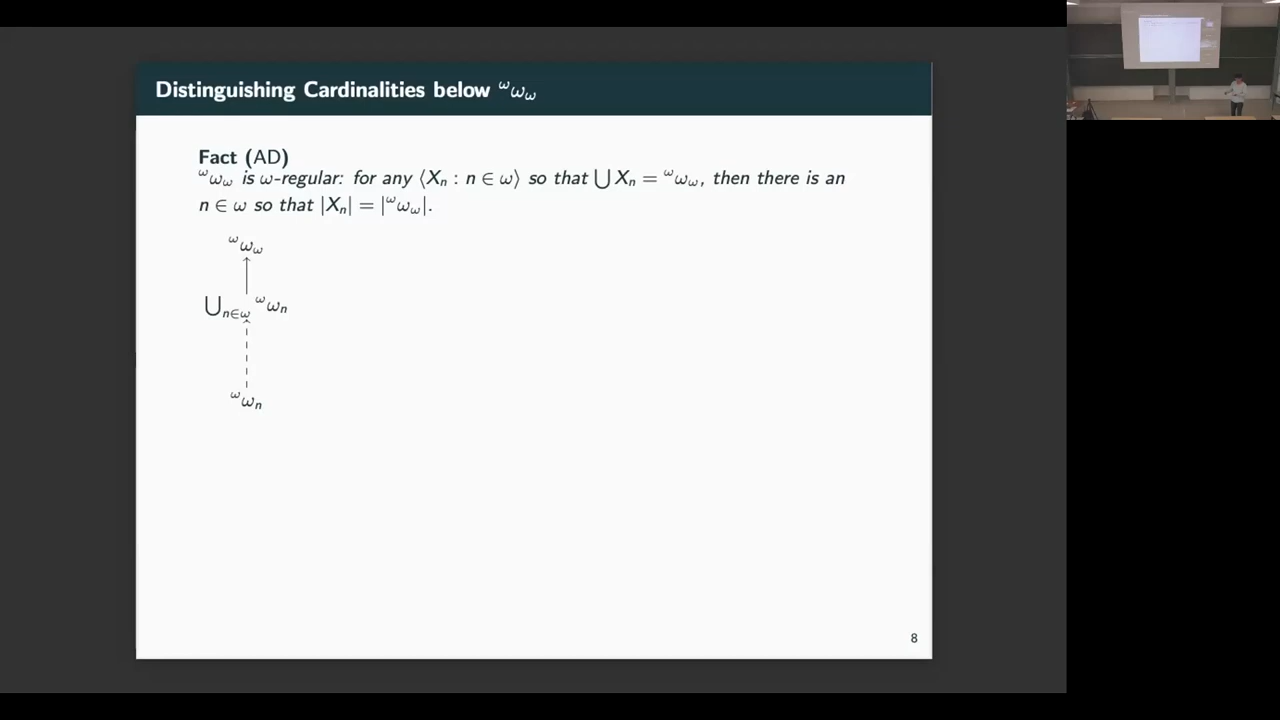 Distinguishing Cardinalities below ^ωω_ω
Fact (AD)
^ωω_ω is ω-regular: for any ⟨X_n : n ∈ ω⟩ so that ⋃ X_n = ^ωω_ω, then there is an
n ∈ ω so that |X_n| = |^ωω_ω|.
^ωω_ω
⋃_{n∈ω} ^ωω_n
^ωω_n
8